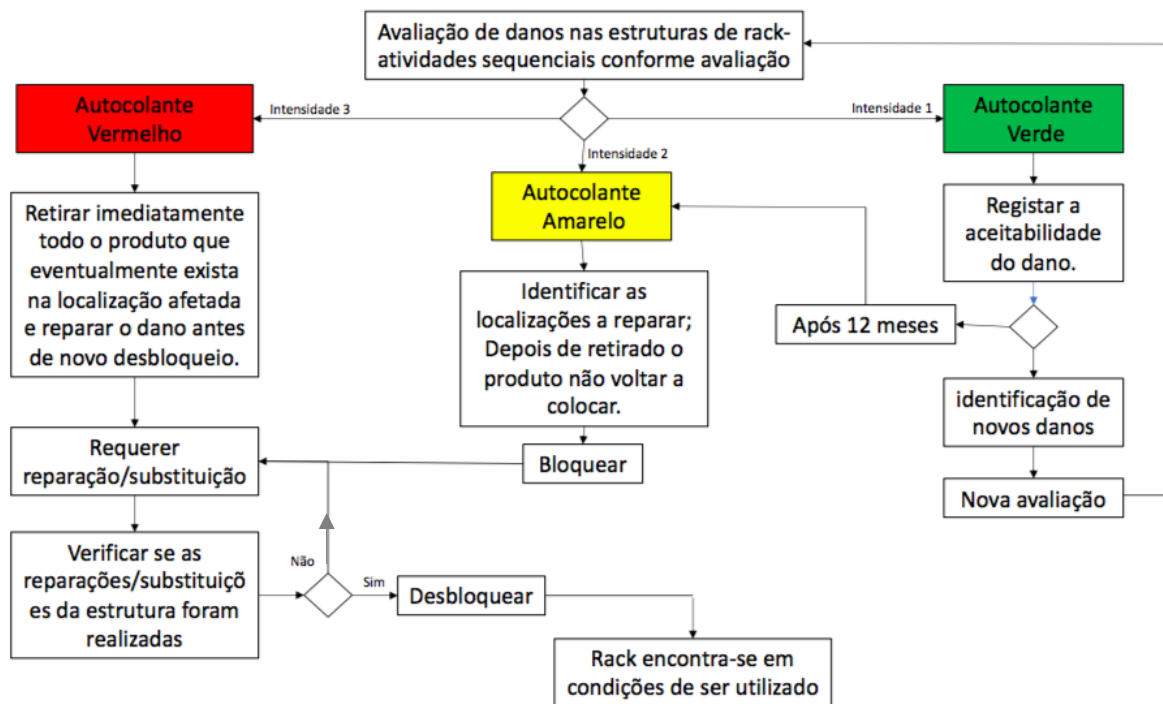 Avaliação de danos nas estruturas de rack-
atividades sequenciais conforme avaliação
Intensidade 3
Intensidade 1
Intensidade 2
Autocolante
Vermelho
Retirar imediatamente
todo o produto que
eventualmente exista
na localização afetada
e reparar o dano antes
de novo desbloqueio.
Requerer
reparação/substituição
Verificar se as
reparações/substituiçõ
es da estrutura foram
realizadas
Autocolante
Amarelo
Identificar as
localizações a reparar;
Depois de retirado o
produto não voltar a
colocar.
Bloquear
Autocolante
Verde
Registar a
aceitabilidade
do dano.
Após 12 meses
identificação de
novos danos
Nova avaliação
Não
Sim
Desbloquear
Rack encontra-se em
condições de ser utilizado